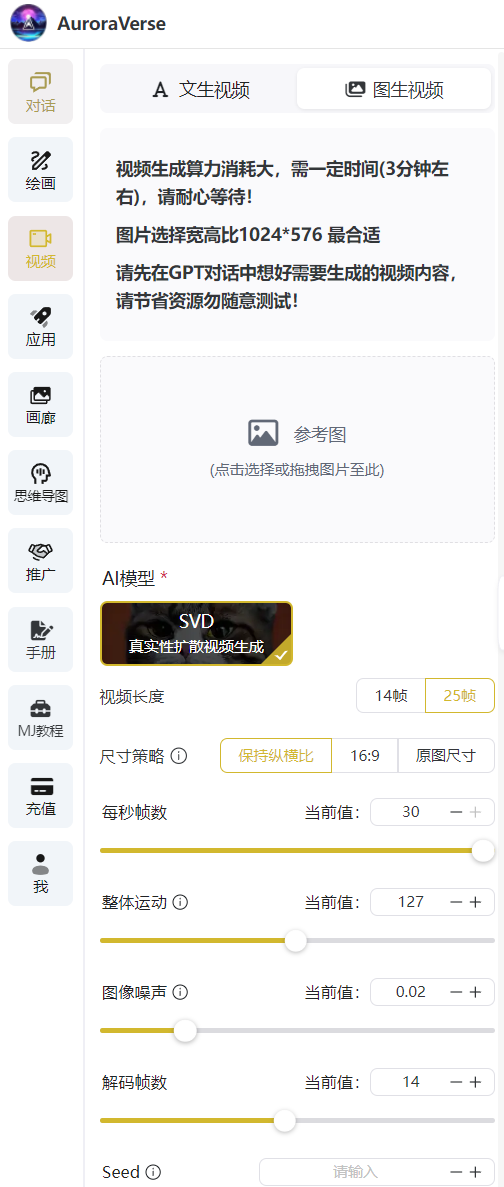 AuroraVerse
对话
绘画
视频
应用
画廊
思维导图
推广
手册
MJ教程
充值
我
文生视频
图生视频
视频生成算力消耗大，需一定时间(3分钟左
右)，请耐心等待！
图片选择宽高比1024*576 最合适
请先在GPT对话中想好需要生成的视频内容，
请节省资源勿随意测试！
参考图
(点击选择或拖拽图片至此)
AI模型 *
SVD
真实性扩散视频生成
视频长度 14帧 25帧
尺寸策略 保持纵横比 16:9 原图尺寸
每秒帧数 当前值： 30
整体运动 当前值： 127
图像噪声 当前值： 0.02
解码帧数 当前值： 14
Seed 请输入